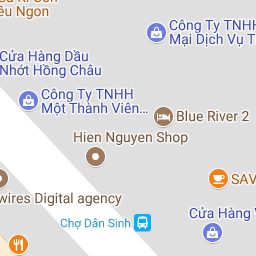 êu Ngon
Công Ty TNHH
Mại Dịch Vụ T
Cửa Hàng Dầu
Nhớt Hồng Châu
Công Ty TNHH
Một Thành Viên...
Blue River 2
Hien Nguyen Shop
SAV
wires Digital agency
Cửa Hàng V
Chợ Dân Sinh